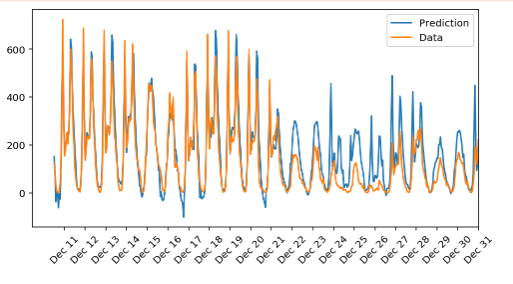 Prediction
Data
600
400
200
0
Dec 11
Dec 12
Dec 13
Dec 14
Dec 15
Dec 16
Dec 17
Dec 18
Dec 19
Dec 20
Dec 21
Dec 22
Dec 23
Dec 24
Dec 25
Dec 26
Dec 27
Dec 28
Dec 29
Dec 30
Dec 31